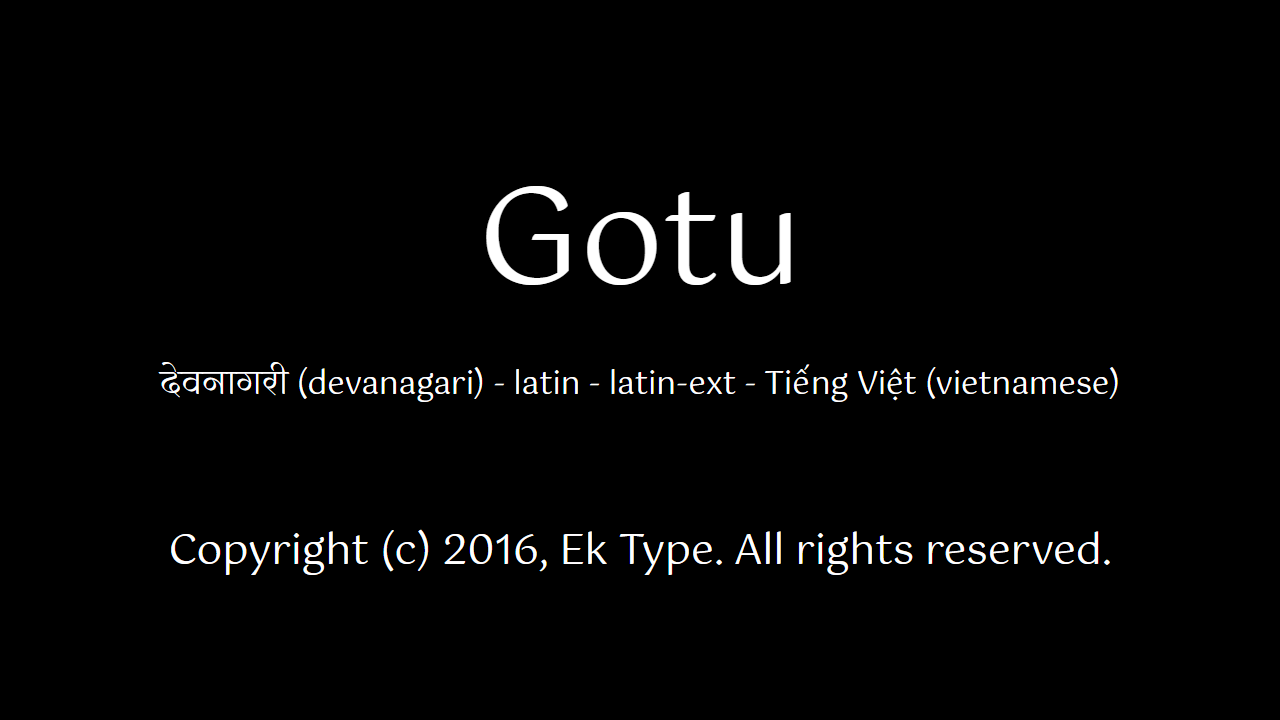 Gotu
देवनागरी (devanagari) - latin - latin-ext - Tiếng Việt (vietnamese)
Copyright (c) 2016, Ek Type. All rights reserved.